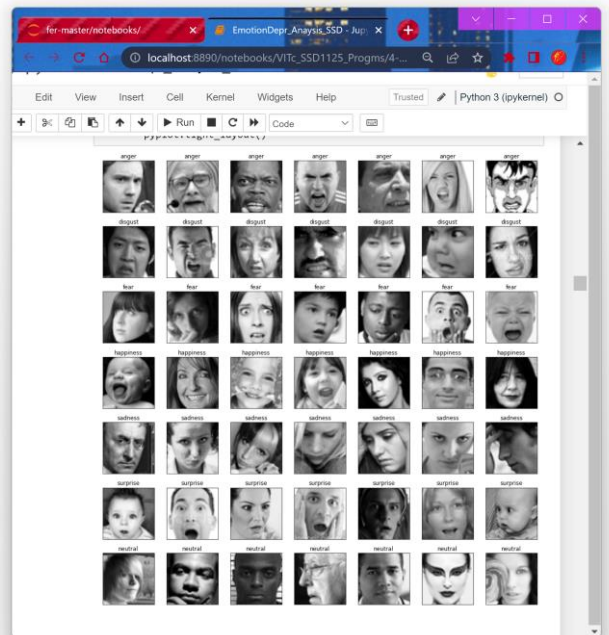 fer-master/notebooks/
EmotionDepr_Anaysis_SSD - Jup
localhost:8890/notebooks/VITc_SSD1125_Progms/4-...
Edit View Insert Cell Kernel Widgets Help Trusted Python 3 (ipykernel)
Run Code
pyplot.tight_layout()
anger anger anger anger anger anger anger
disgust disgust disgust disgust disgust disgust disgust
fear fear fear fear fear fear fear
happiness happiness happiness happiness happiness happiness happiness
sadness sadness sadness sadness sadness sadness sadness
surprise surprise surprise surprise surprise surprise surprise
neutral neutral neutral neutral neutral neutral neutral